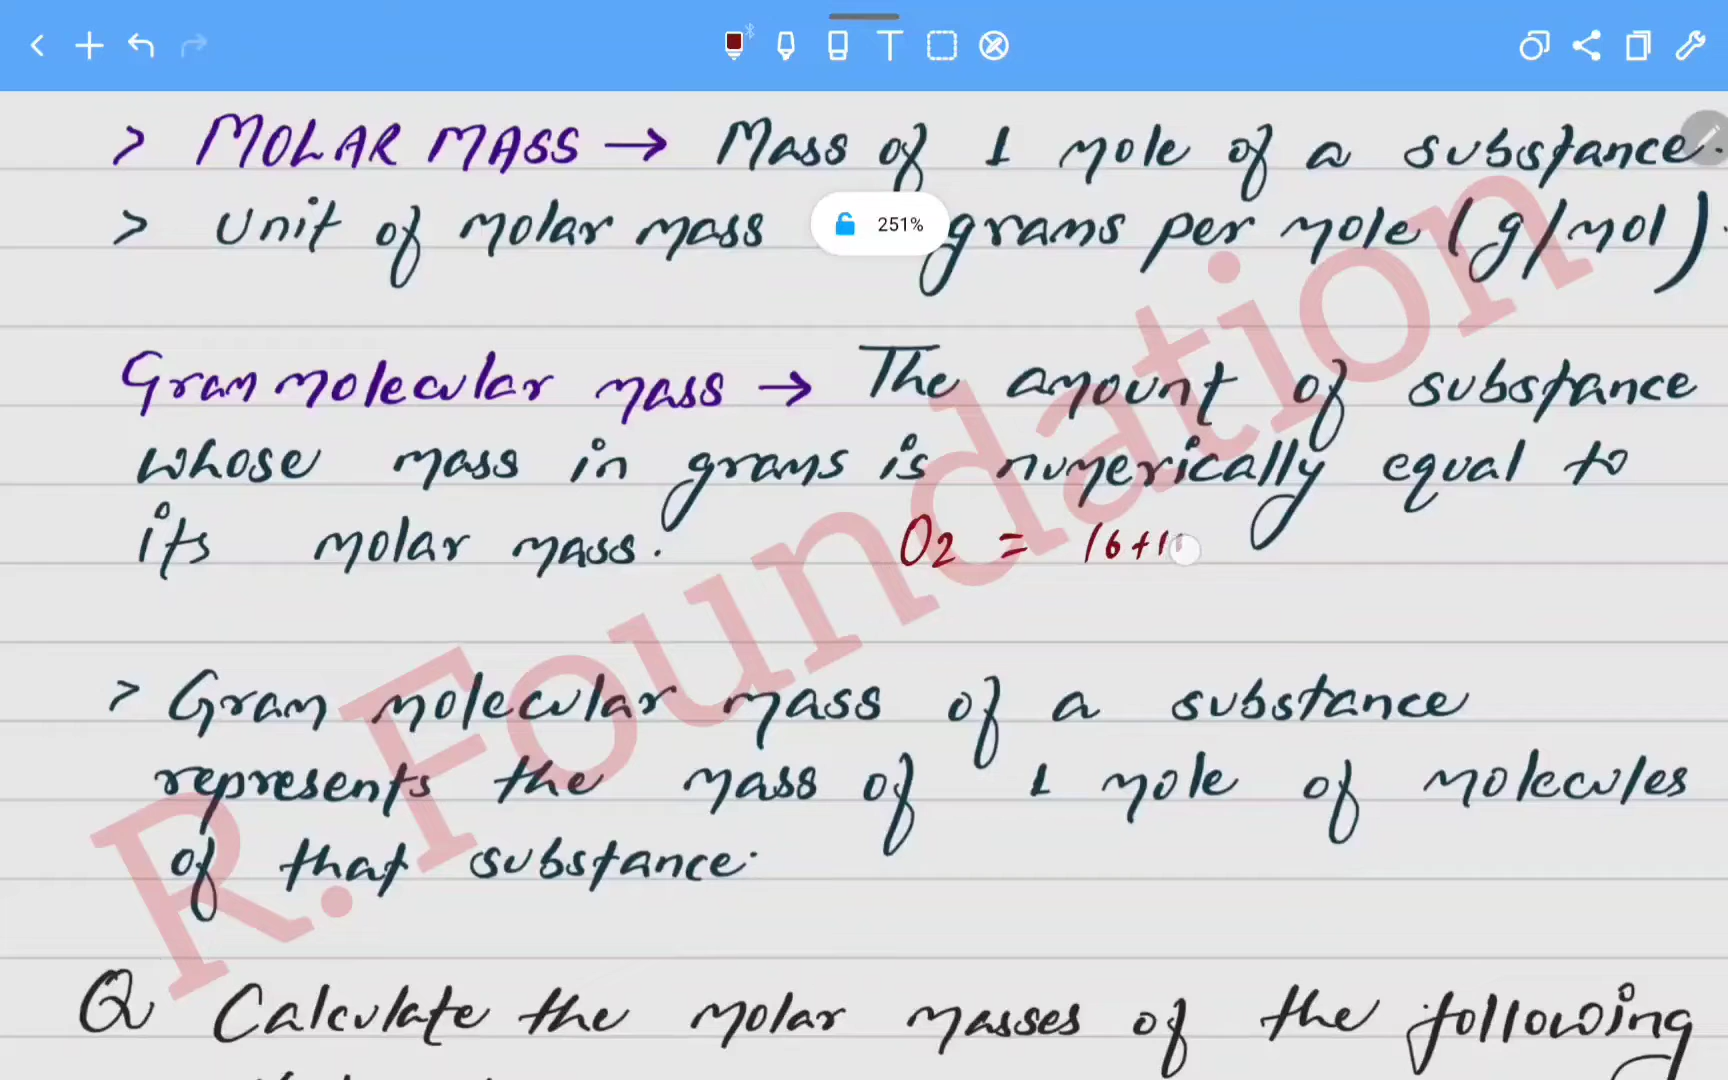 > MOLAR MASS → Mass of 1 mole of a substance.
> Unit of molar mass grams per mole (g/mol).
251%
Gram molecular mass → The amount of substance
whose mass in grams is numerically equal to
its molar mass. O2 = 16+1
> Gram molecular mass of a substance
represents the mass of 1 mole of molecules
of that substance.
Q Calculate the molar masses of the following
R. Foundation